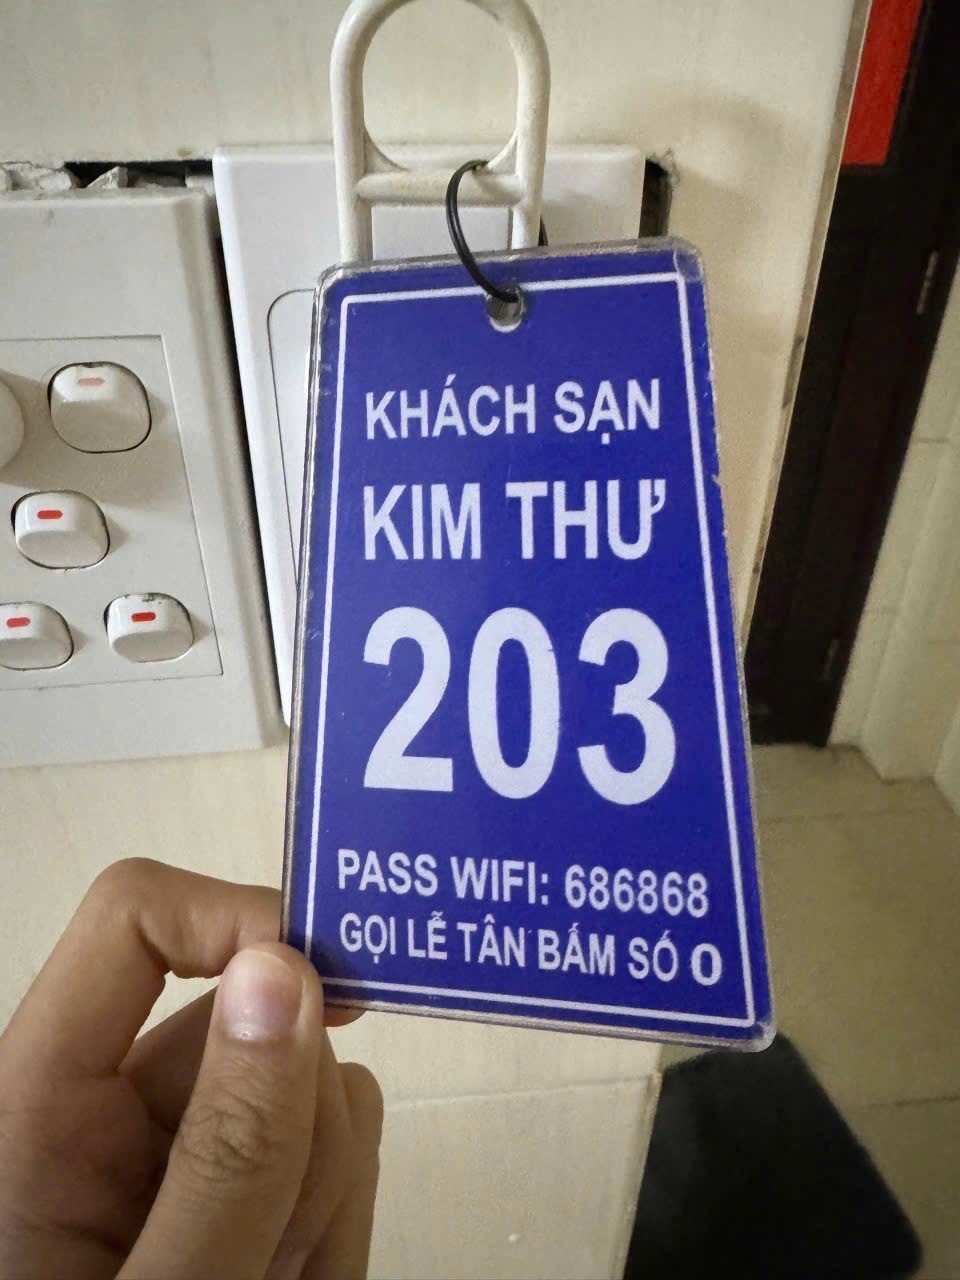 KHÁCH SẠN
KIM THƯ
203
PASS WIFI: 686868
GỌI LỄ TÂN BẤM SỐ 0